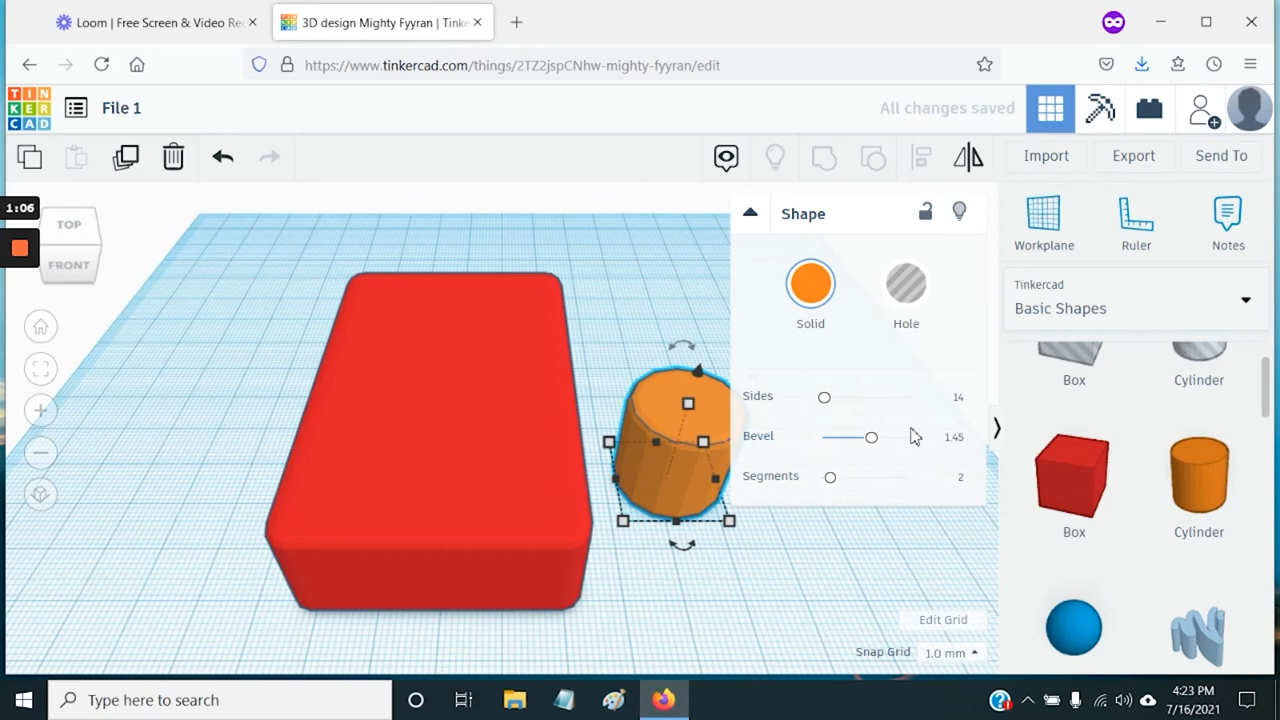 Loom | Free Screen & Video Rec
3D design Mighty Fyyran | Tinke
https://www.tinkercad.com/things/2TZ2jspCNhw-mighty-fyyran/edit
TIN
KER
CAD
File 1
All changes saved
Import
Export
Send To
1:06
TOP
FRONT
Shape
Solid
Hole
Sides 14
Bevel 1.45
Segments 2
Workplane
Ruler
Notes
Tinkercad
Basic Shapes
Box
Cylinder
Box
Cylinder
Edit Grid
Snap Grid 1.0 mm
Type here to search
4:23 PM
7/16/2021